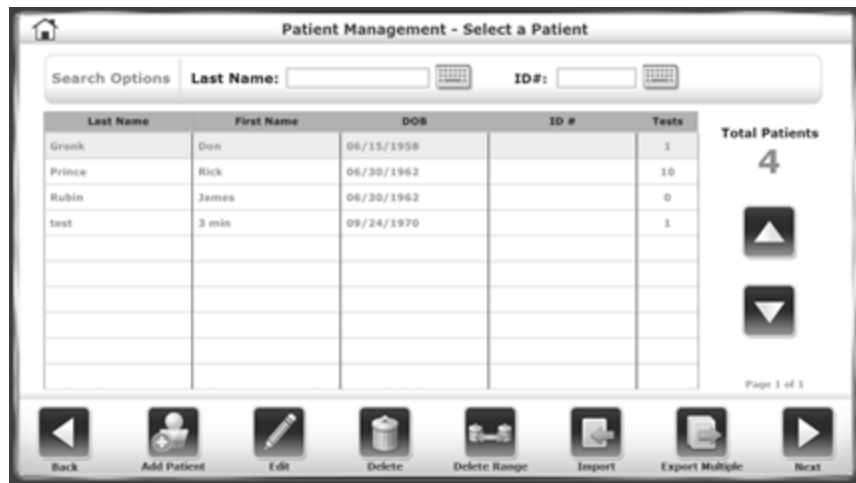 Patient Management - Select a Patient
Search Options Last Name: ID#:
Last Name First Name DOB ID # Tests
Gronk Don 06/15/1958 1
Prince Rick 06/30/1962 10
Rubin James 06/30/1962 0
test 3 min 09/24/1970 1
Total Patients
4
Page 1 of 1
Back Add Patient Edit Delete Delete Range Import Export Multiple Next